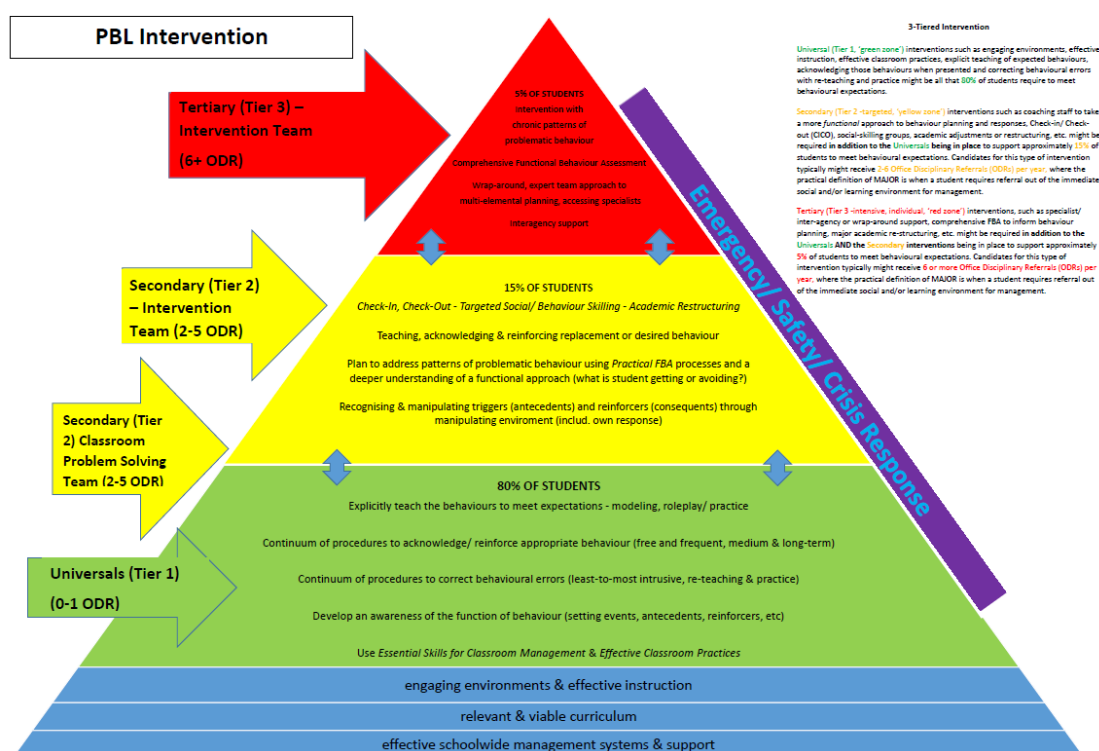 PBL Intervention
Tertiary (Tier 3) –
Intervention Team
(6+ ODR)
Secondary (Tier 2)
– Intervention
Team (2-5 ODR)
Secondary (Tier
2) Classroom
Problem Solving
Team (2-5 ODR)
Universals (Tier 1)
(0-1 ODR)
5% OF STUDENTS
intervention with
chronic patterns of
problematic behaviour
Comprehensive Functional Behaviour Assessment
Wrap-around, expert team approach to
multi-elemental planning, accessing specialists
Interagency support
15% OF STUDENTS
Check-In, Check-Out - Targeted Social/ Behaviour Skilling - Academic Restructuring
Teaching, acknowledging & reinforcing replacement or desired behaviour
Plan to address patterns of problematic behaviour using Practical FBA processes and a
deeper understanding of a functional approach (what is student getting or avoiding?)
Recognising & manipulating triggers (antecedents) and reinforcers (consequents) through
manipulating enviroment (includ. own response)
80% OF STUDENTS
Explicitly teach the behaviours to meet expectations - modeling, roleplay/ practice
Continuum of procedures to acknowledge/ reinforce appropriate behaviour (free and frequent, medium & long-term)
Continuum of procedures to correct behavioural errors (least-to-most intrusive, re-teaching & practice)
Develop an awareness of the function of behaviour (setting events, antecedents, reinforcers, etc)
Use Essential Skills for Classroom Management & Effective Classroom Practices
engaging environments & effective instruction
relevant & viable curriculum
effective schoolwide management systems & support
Emergency/ Safety/ Crisis Response
3-Tiered Intervention
Universal (Tier 1, 'green zone') interventions such as engaging environments, effective
instruction, effective classroom practices, explicit teaching of expected behaviours,
acknowledging those behaviours when presented and correcting behavioural errors
with re-teaching and practice might be all that 80% of students require to meet
behavioural expectations.
Secondary (Tier 2 -targeted, 'yellow zone') interventions such as coaching staff to take
a more functional approach to behaviour planning and responses, Check-in/ Check-
out (CICO), social-skilling groups, academic adjustments or restructuring, etc. might be
required in addition to the Universals being in place to support approximately 15% of
students to meet behavioural expectations. Candidates for this type of intervention
typically might receive 2-6 Office Disciplinary Referrals (ODRs) per year, where the
practical definition of MAJOR is when a student requires referral out of the immediate
social and/or learning environment for management.
Tertiary (Tier 3 -intensive, individual, 'red zone') interventions, such as specialist/
inter-agency or wrap-around support, comprehensive FBA to inform behaviour
planning, major academic re-structuring, etc. might be required in addition to the
Universals AND the Secondary interventions being in place to support approximately
5% of students to meet behavioural expectations. Candidates for this type of
intervention typically might receive 6 or more Office Disciplinary Referrals (ODRs) per
year, where the practical definition of MAJOR is when a student requires referral out
of the immediate social and/or learning environment for management.